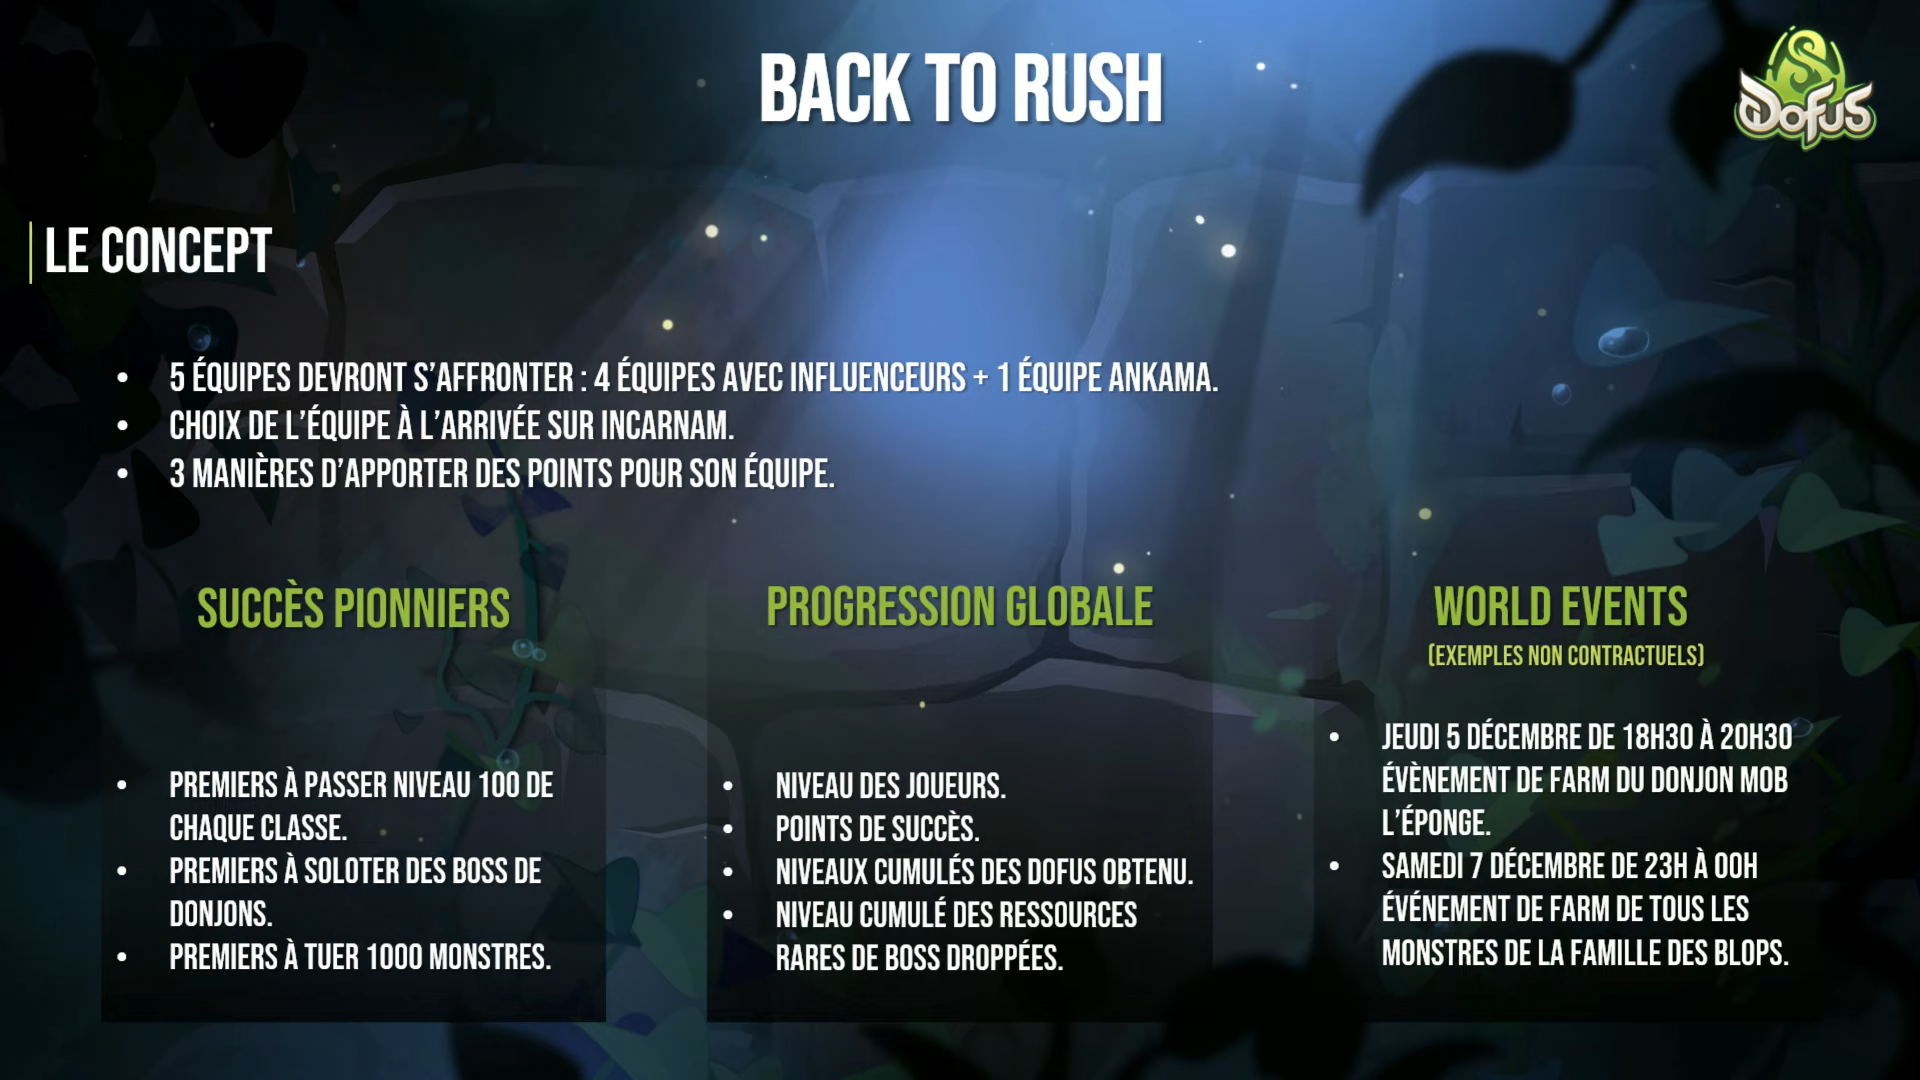 BACK TO RUSH
DOFUS
LE CONCEPT
• 5 ÉQUIPES DEVRONT S'AFFRONTER : 4 ÉQUIPES AVEC INFLUENCEURS + 1 ÉQUIPE ANKAMA.
• CHOIX DE L'ÉQUIPE À L'ARRIVÉE SUR INCARNAM.
• 3 MANIÈRES D'APPORTER DES POINTS POUR SON ÉQUIPE.
SUCCÈS PIONNIERS
• PREMIERS À PASSER NIVEAU 100 DE
CHAQUE CLASSE.
• PREMIERS À SOLOTER DES BOSS DE
DONJONS.
• PREMIERS À TUER 1000 MONSTRES.
PROGRESSION GLOBALE
• NIVEAU DES JOUEURS.
• POINTS DE SUCCÈS.
• NIVEAUX CUMULÉS DES DOFUS OBTENU.
• NIVEAU CUMULÉ DES RESSOURCES
RARES DE BOSS DROPPÉES.
WORLD EVENTS
(EXEMPLES NON CONTRACTUELS)
• JEUDI 5 DÉCEMBRE DE 18H30 À 20H30
ÉVÈNEMENT DE FARM DU DONJON MOB
L'ÉPONGE.
• SAMEDI 7 DÉCEMBRE DE 23H À 00H
ÉVÉNEMENT DE FARM DE TOUS LES
MONSTRES DE LA FAMILLE DES BLOPS.